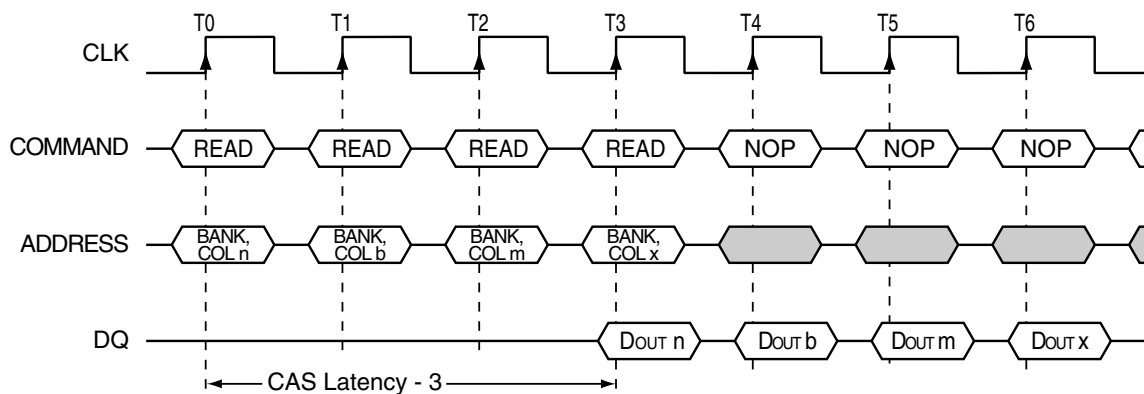 T0 T1 T2 T3 T4 T5 T6
CLK
COMMAND READ READ READ READ NOP NOP NOP
ADDRESS BANK, COL n BANK, COL b BANK, COL m BANK, COL x
DQ DOUT n DOUT b DOUT m DOUT x
CAS Latency - 3